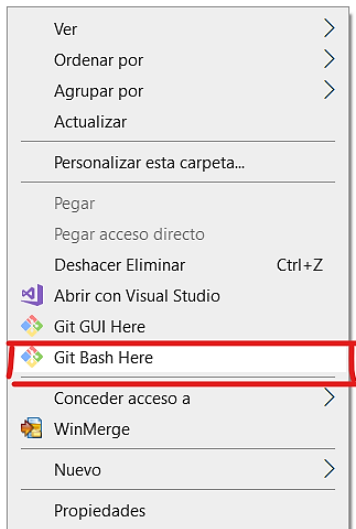 Ver
Ordenar por
Agrupar por
Actualizar
Personalizar esta carpeta...
Pegar
Pegar acceso directo
Deshacer Eliminar Ctrl+Z
Abrir con Visual Studio
Git GUI Here
Git Bash Here
Conceder acceso a
WinMerge
Nuevo
Propiedades